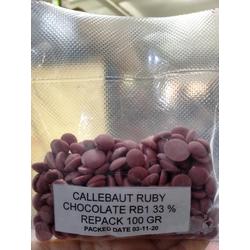 CALLEBAUT RUBY
CHOCOLATE RB1 33 %
REPACK 100 GR
PACKED DATE 03-11-20